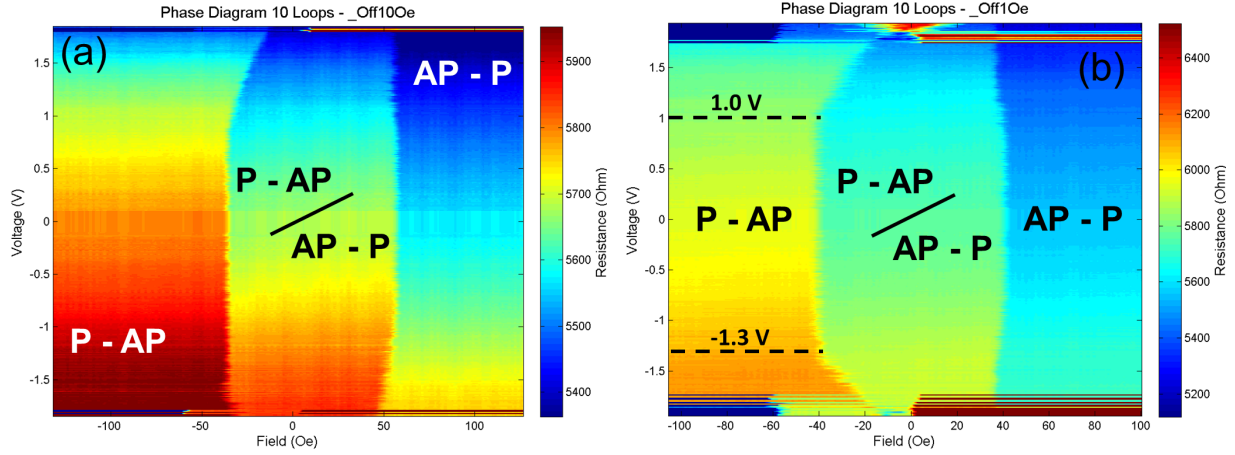 Phase Diagram 10 Loops - _Off10Oe
(a)
AP - P
P - AP
AP - P
P - AP
1.5
1
0.5
0
-0.5
-1
-1.5
Voltage (V)
-100
-50
0
50
100
Field (Oe)
5900
5800
5700
5600
5500
5400
Resistance (Ohm)
Phase Diagram 10 Loops - _Off1Oe
(b)
1.0 V
P - AP
P - AP
AP - P
AP - P
-1.3 V
1.5
1
0.5
0
-0.5
-1
-1.5
Voltage (V)
-100
-80
-60
-40
-20
0
20
40
60
80
100
Field (Oe)
6400
6200
6000
5800
5600
5400
5200
Resistance (Ohm)